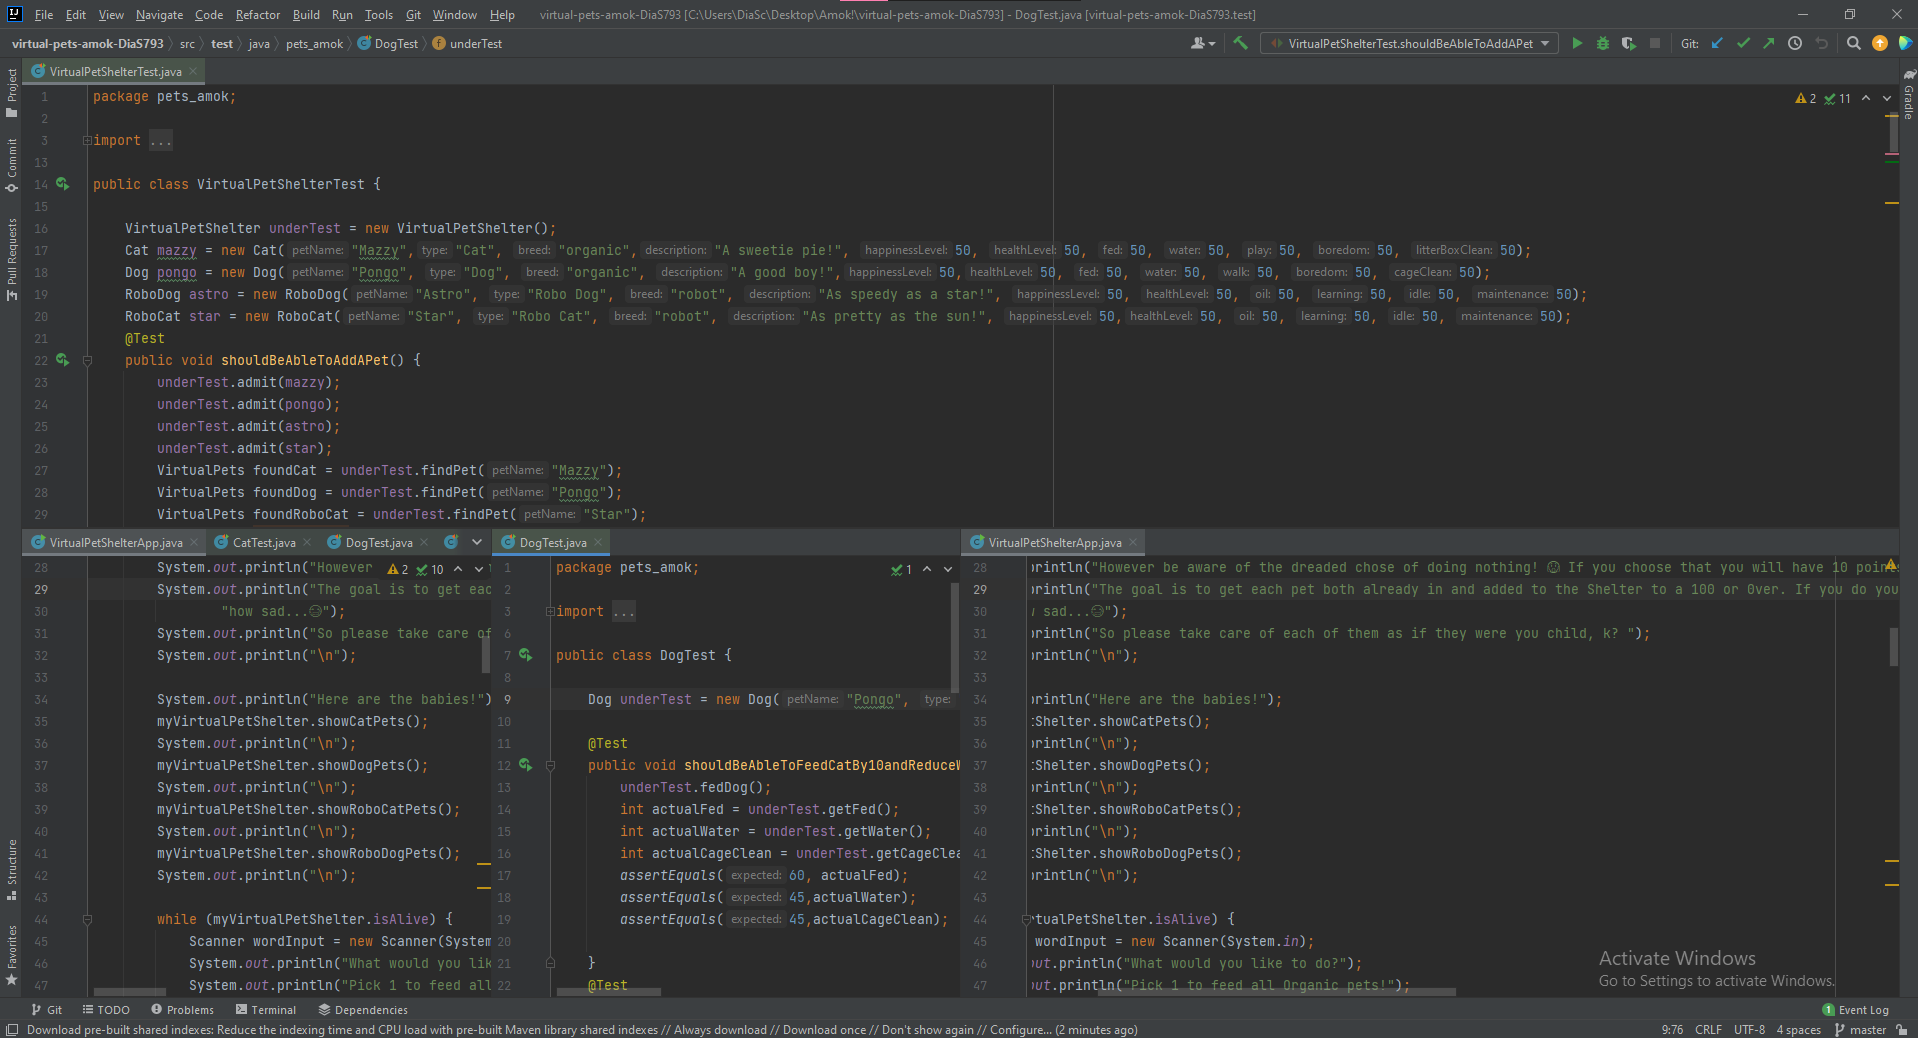 File Edit View Navigate Code Refactor Build Run Tools Git Window Help virtual-pets-amok-DiaS793 [C:\Users\DiaSc\Desktop\Amok!\virtual-pets-amok-DiaS793] - DogTest.java [virtual-pets-amok-DiaS793.test]
virtual-pets-amok-DiaS793 src test java pets_amok DogTest underTest VirtualPetShelterTest.shouldBeAbleToAddAPet Git:
VirtualPetShelterTest.java
Project
Commit
Pull Requests
Structure
Favorites
Gradle
2 11
1 package pets_amok;
2
3 import ...
13
14 public class VirtualPetShelterTest {
15
16 VirtualPetShelter underTest = new VirtualPetShelter();
17 Cat mazzy = new Cat( petName: "Mazzy", type: "Cat", breed: "organic", description: "A sweetie pie!", happinessLevel: 50, healthLevel: 50, fed: 50, water: 50, play: 50, boredom: 50, litterBoxClean: 50);
18 Dog pongo = new Dog( petName: "Pongo", type: "Dog", breed: "organic", description: "A good boy!", happinessLevel: 50, healthLevel: 50, fed: 50, water: 50, walk: 50, boredom: 50, cageClean: 50);
19 RoboDog astro = new RoboDog( petName: "Astro", type: "Robo Dog", breed: "robot", description: "As speedy as a star!", happinessLevel: 50, healthLevel: 50, oil: 50, learning: 50, idle: 50, maintenance: 50);
20 RoboCat star = new RoboCat( petName: "Star", type: "Robo Cat", breed: "robot", description: "As pretty as the sun!", happinessLevel: 50, healthLevel: 50, oil: 50, learning: 50, idle: 50, maintenance: 50);
21 @Test
22 public void shouldBeAbleToAddAPet() {
23 underTest.admit(mazzy);
24 underTest.admit(pongo);
25 underTest.admit(astro);
26 underTest.admit(star);
27 VirtualPets foundCat = underTest.findPet( petName: "Mazzy");
28 VirtualPets foundDog = underTest.findPet( petName: "Pongo");
29 VirtualPets foundRoboCat = underTest.findPet( petName: "Star");
VirtualPetShelterApp.java CatTest.java DogTest.java
2 10
28 System.out.println("However
29 System.out.println("The goal is to get eac
30 "how sad...😔");
31 System.out.println("So please take care of
32 System.out.println("\n");
33
34 System.out.println("Here are the babies!")
35 myVirtualPetShelter.showCatPets();
36 System.out.println("\n");
37 myVirtualPetShelter.showDogPets();
38 System.out.println("\n");
39 myVirtualPetShelter.showRoboCatPets();
40 System.out.println("\n");
41 myVirtualPetShelter.showRoboDogPets();
42 System.out.println("\n");
43
44 while (myVirtualPetShelter.isAlive) {
45 Scanner wordInput = new Scanner(System
46 System.out.println("What would you lik
47 System.out.println("Pick 1 to feed all
DogTest.java
1
1 package pets_amok;
2
3 import ...
6
7 public class DogTest {
8
9 Dog underTest = new Dog( petName: "Pongo", type:
10
11 @Test
12 public void shouldBeAbleToFeedCatBy10andReduceW
13 underTest.fedDog();
14 int actualFed = underTest.getFed();
15 int actualWater = underTest.getWater();
16 int actualCageClean = underTest.getCageClea
17 assertEquals( expected: 60, actualFed);
18 assertEquals( expected: 45,actualWater);
19 assertEquals( expected: 45,actualCageClean);
20
21 }
22 @Test
VirtualPetShelterApp.java
28 println("However be aware of the dreaded chose of doing nothing! If you choose that you will have 10 points
29 println("The goal is to get each pet both already in and added to the Shelter to a 100 or Over. If you do you
30 sad...😔");
31 println("So please take care of each of them as if they were you child, k? ");
32 println("\n");
33
34 println("Here are the babies!");
35 tShelter.showCatPets();
36 println("\n");
37 tShelter.showDogPets();
38 println("\n");
39 tShelter.showRoboCatPets();
40 println("\n");
41 tShelter.showRoboDogPets();
42 println("\n");
43
44 rtualPetShelter.isAlive) {
45 wordInput = new Scanner(System.in);
46 out.println("What would you like to do?");
47 out.println("Pick 1 to feed all Organic pets!");
Activate Windows
Go to Settings to activate Windows.
Git TODO Problems Terminal Dependencies 1 Event Log
Download pre-built shared indexes: Reduce the indexing time and CPU load with pre-built Maven library shared indexes // Always download // Download once // Don't show again // Configure... (2 minutes ago) 9:76 CRLF UTF-8 4 spaces master